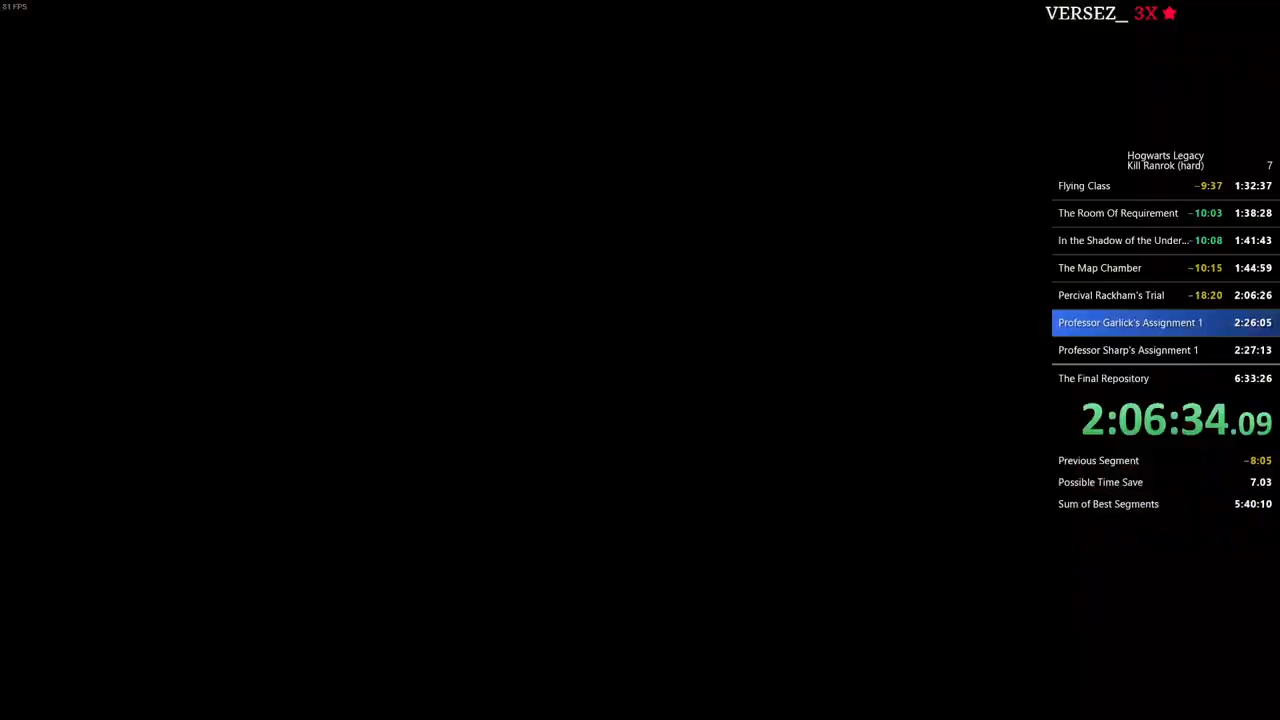 81 FPS
VERSEZ_ 3X
Hogwarts Legacy
Kill Ranrok (hard) 7
Flying Class −9:37 1:32:37
The Room Of Requirement −10:03 1:38:28
In the Shadow of the Under... −10:08 1:41:43
The Map Chamber −10:15 1:44:59
Percival Rackham's Trial −18:20 2:06:26
Professor Garlick's Assignment 1 2:26:05
Professor Sharp's Assignment 1 2:27:13
The Final Repository 6:33:26
2:06:34.09
Previous Segment −8:05
Possible Time Save 7.03
Sum of Best Segments 5:40:10